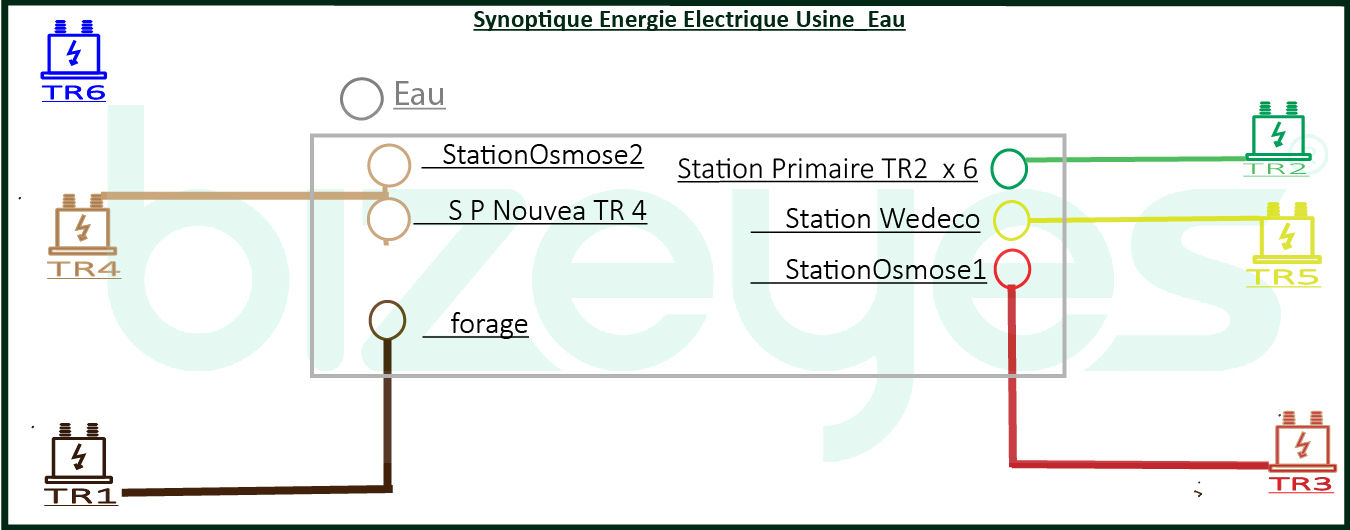 Synoptique Energie Electrique Usine_Eau
TR6
Eau
StationOsmose2
Station Primaire TR2 x 6
TR2
S P Nouvea TR 4
Station Wedeco
TR4
StationOsmose1
TR5
forage
TR1
TR3
bizeyes